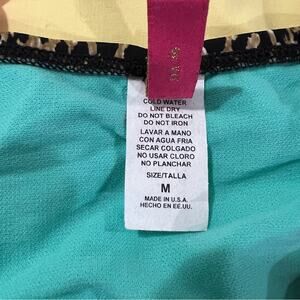 COLD WATER
LINE DRY
DO NOT BLEACH
DO NOT IRON
LAVAR A MANO
CON AGUA FRIA
SECAR COLGADO
NO USAR CLORO
NO PLANCHAR
SIZE/TALLA
M
MADE IN U.S.A.
HECHO EN EE.UU.